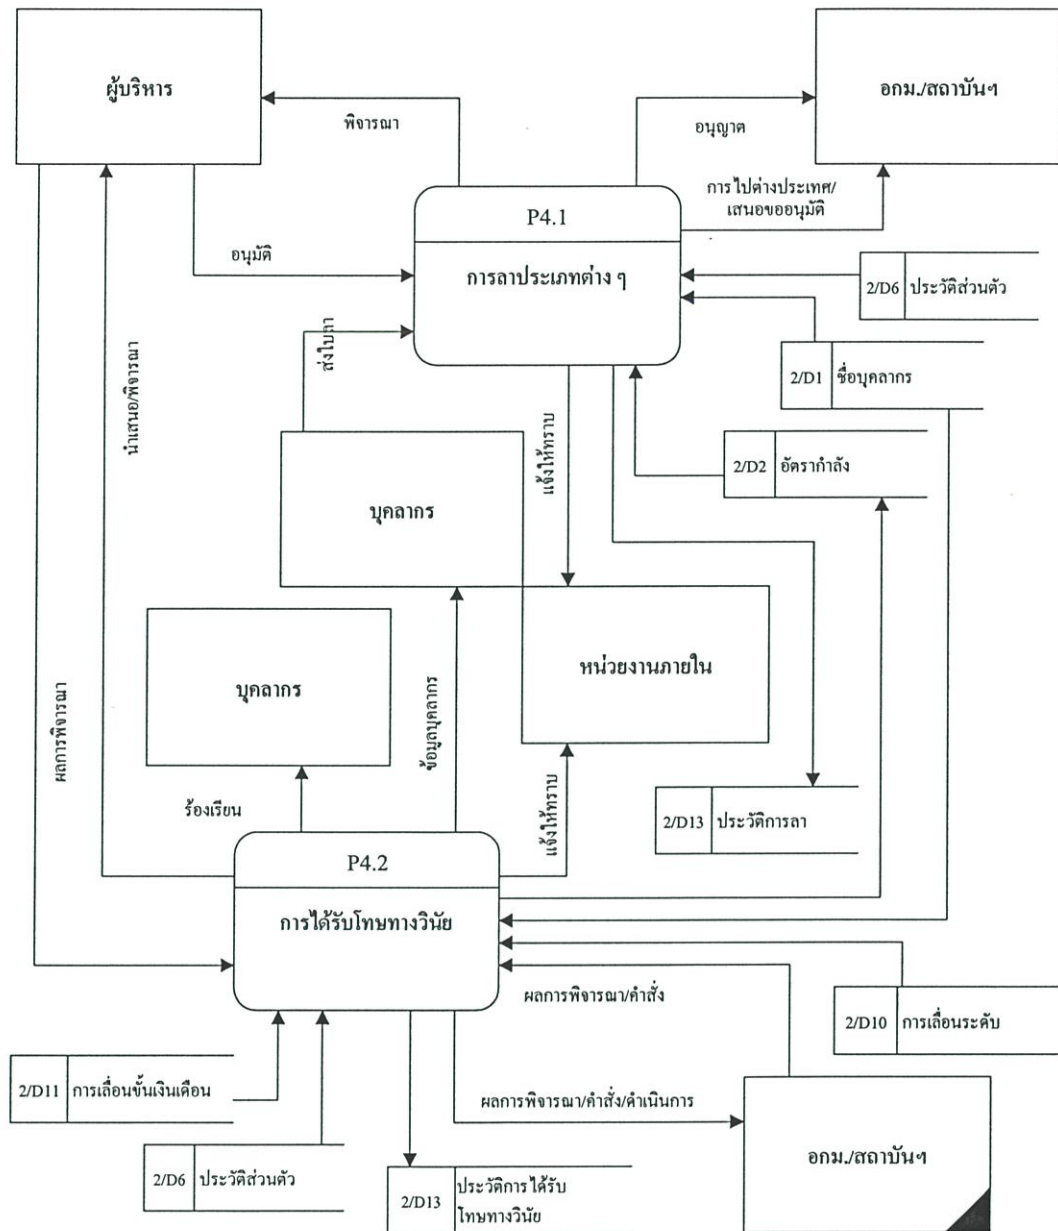 ผู้บริหาร
อกม./สถาบันฯ
พิจารณา
อนุญาต
การไปต่างประเทศ/
เสนอขออนุมัติ
P4.1
การลาประเภทต่าง ๆ
อนุมัติ
2/D6 ประวัติส่วนตัว
ส่งใบลา
2/D1 ชื่อบุคลากร
นำเสนอ/พิจารณา
แจ้งให้ทราบ
2/D2 อัตรากำลัง
บุคลากร
หน่วยงานภายใน
บุคลากร
ผลการพิจารณา
ข้อมูลบุคลากร
ร้องเรียน
แจ้งให้ทราบ
2/D13 ประวัติการลา
P4.2
การได้รับโทษทางวินัย
ผลการพิจารณา/คำสั่ง
2/D10 การเลื่อนระดับ
2/D11 การเลื่อนขั้นเงินเดือน
ผลการพิจารณา/คำสั่ง/ดำเนินการ
อกม./สถาบันฯ
2/D6 ประวัติส่วนตัว
2/D13 ประวัติการได้รับ
โทษทางวินัย